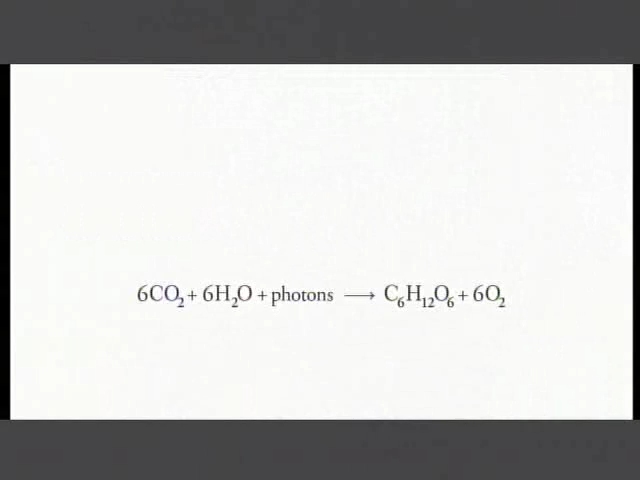 6CO₂ + 6H₂O + photons ⟶ C₆H₁₂O₆ + 6O₂